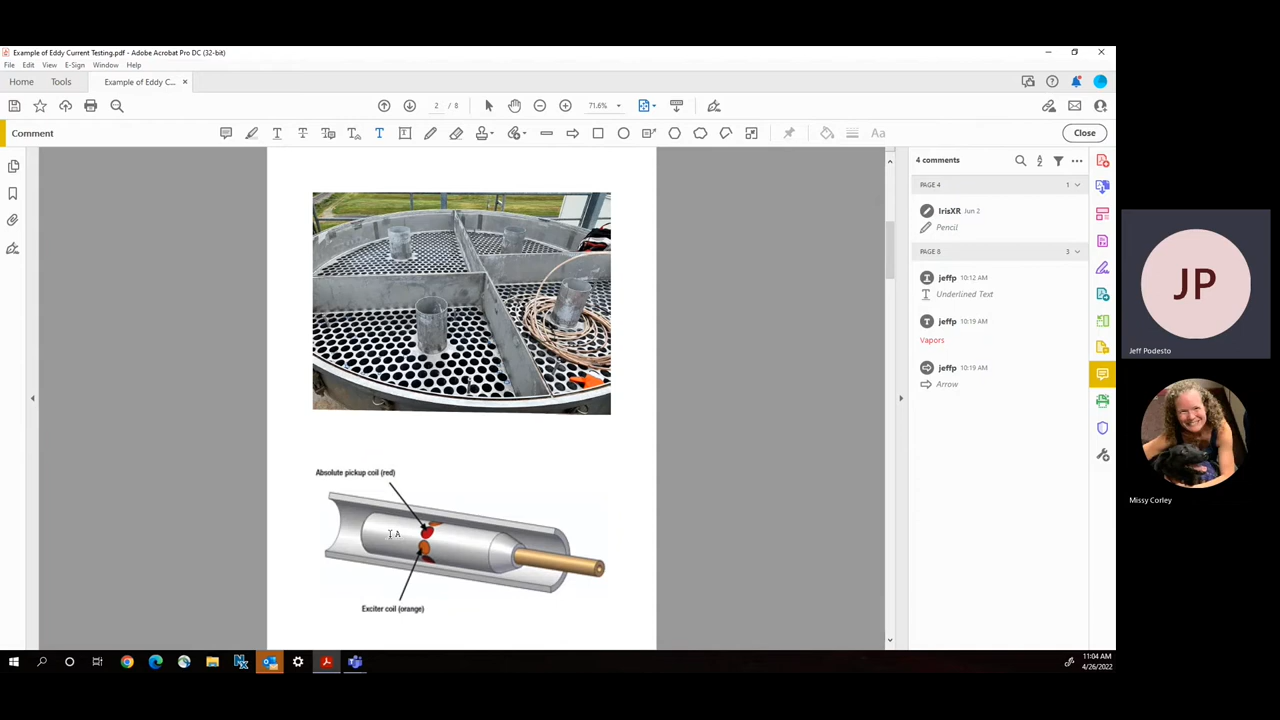 Example of Eddy Current Testing.pdf - Adobe Acrobat Pro DC (32-bit)
File Edit View E-Sign Window Help
Home Tools Example of Eddy C... ×
2 / 8 71.6%
Comment Close
4 comments
PAGE 4 1
IrisXR Jun 2
Pencil
PAGE 8 3
jeffp 10:12 AM
Underlined Text
jeffp 10:19 AM
Vapors
jeffp 10:19 AM
Arrow
Absolute pickup coil (red)
A
Exciter coil (orange)
JP
Jeff Podesto
Missy Corley
11:04 AM
4/26/2022